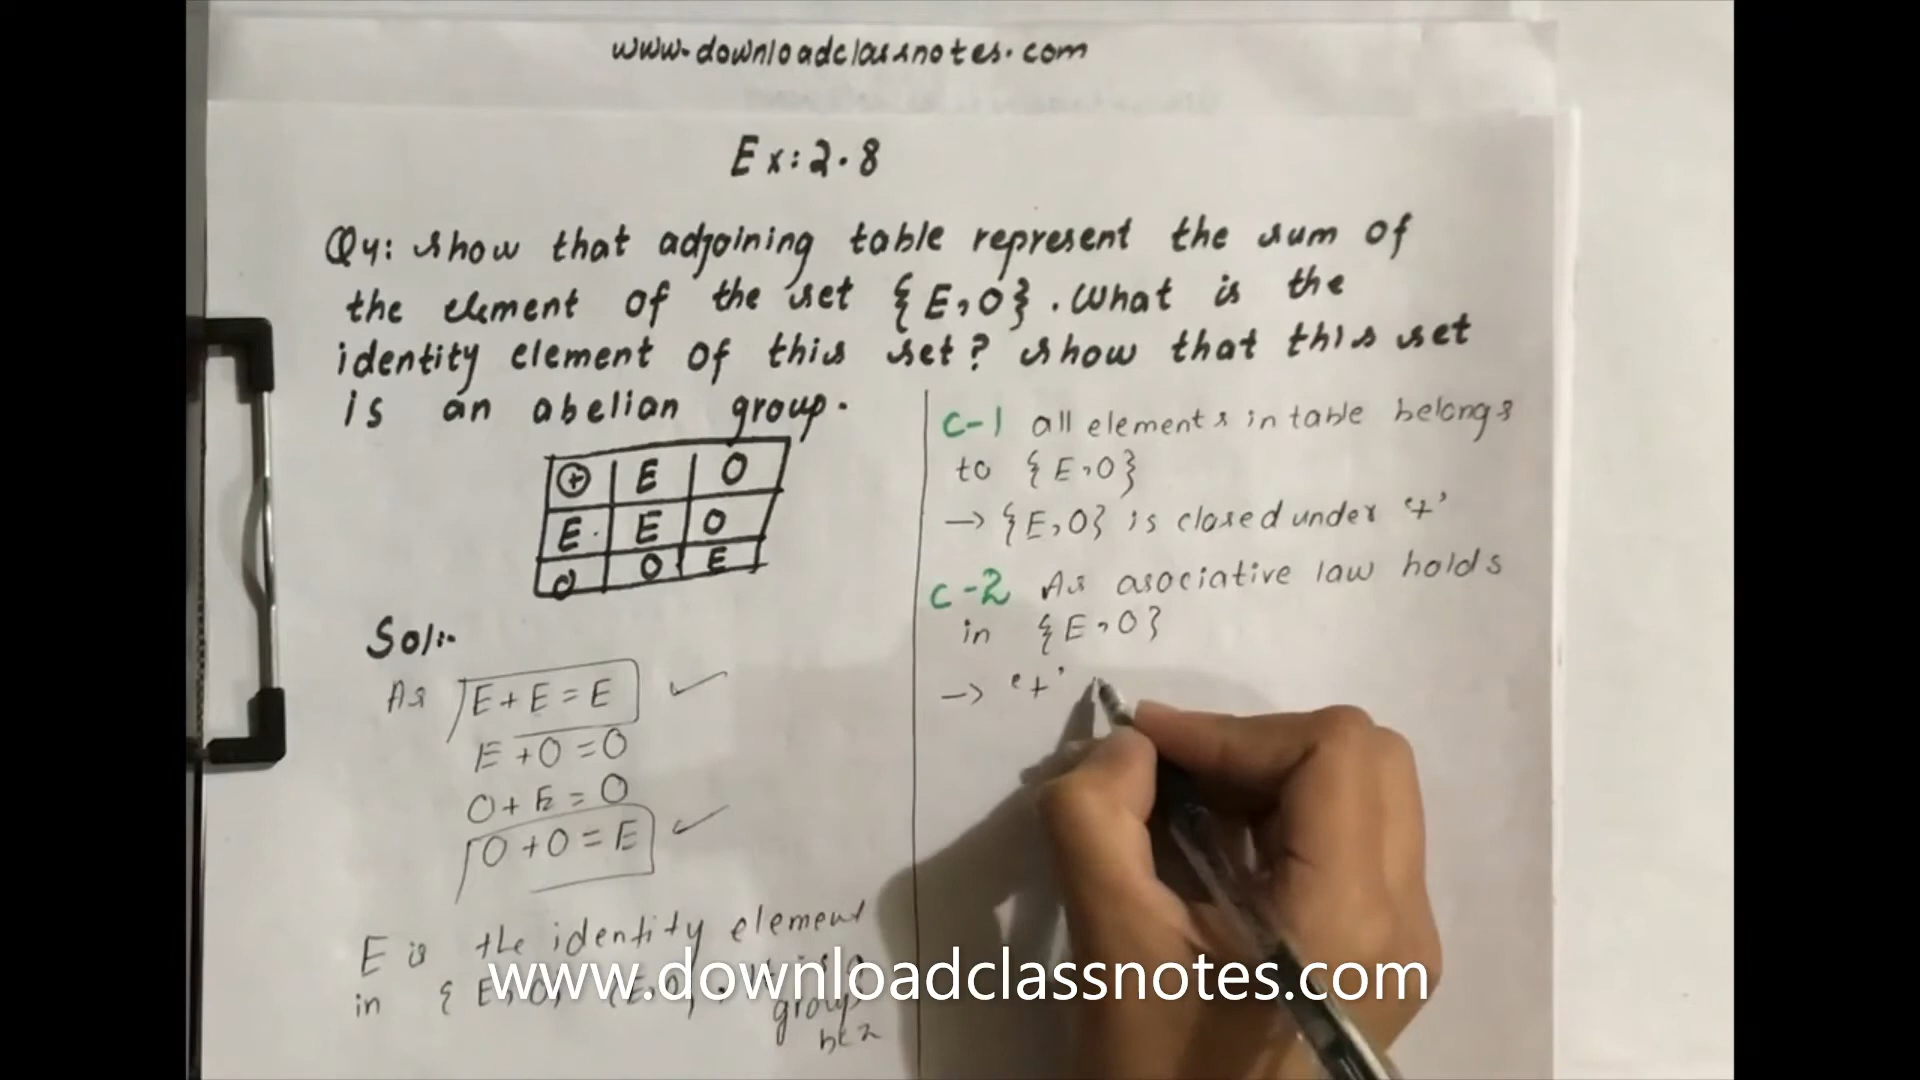 www.downloadclassnotes.com
Ex: 2.8
Q4: show that adjoining table represent the sum of
the element of the set {E,O}. What is the
identity element of this set? show that this set
is an abelian group.
⊕ E O
E E O
O O E
Sol:-
As E + E = E
E + O = O
O + E = O
O + O = E
E is the identity element
in {E,O}
group
C-1 all elements in table belongs
to {E,O}
→ {E,O} is closed under '+'
C-2 As asociative law holds
in {E,O}
→ '+'
www.downloadclassnotes.com